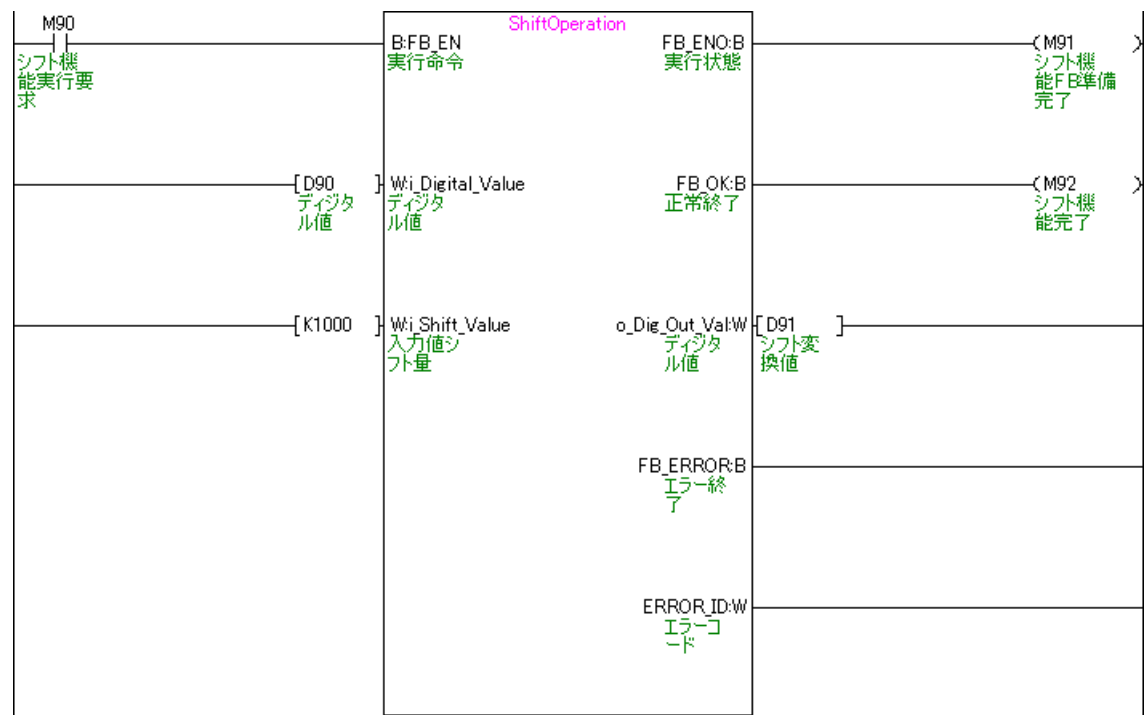 M90
シフト機
能実行要
求
ShiftOperation
B:FB_EN
実行命令
FB_ENO:B
実行状態
M91
シフト機
能FB準備
完了
D90
ディジタ
ル値
W:i_Digital_Value
ディジタ
ル値
FB_OK:B
正常終了
M92
シフト機
能完了
K1000
W:i_Shift_Value
入力値シ
フト量
o_Dig_Out_Val:W
ディジタ
ル値
D91
シフト変
換値
FB_ERROR:B
エラー終
了
ERROR_ID:W
エラーコ
ード